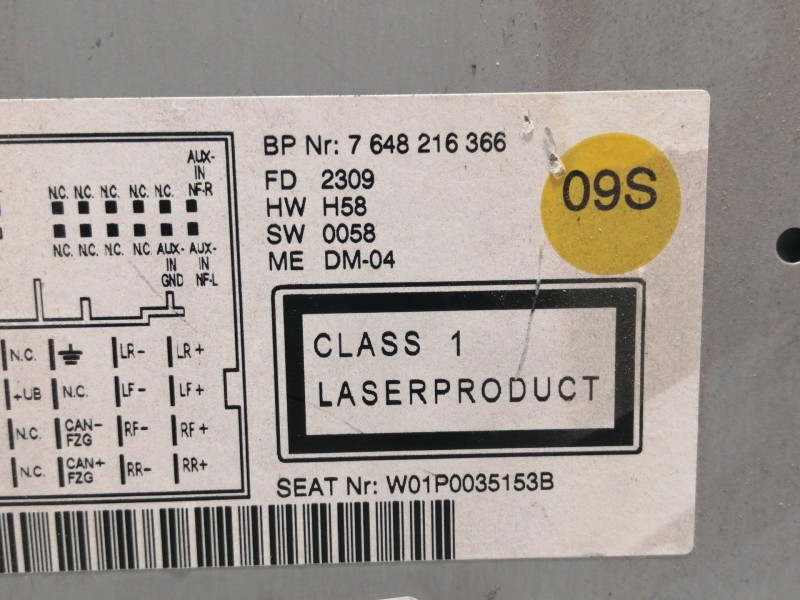 BP Nr: 7 648 216 366
FD 2309
HW H58
SW 0058
ME DM-04
09S
CLASS 1
LASERPRODUCT
SEAT Nr: W01P0035153B
AUX-
IN
NF-R
N.C. N.C. N.C. N.C. N.C.
N.C. N.C. N.C. N.C. AUX- AUX-
IN IN
GND NF-L
N.C. LR- LR+
+UB N.C. LF- LF+
N.C. CAN- FZG RF- RF+
N.C. CAN+ FZG RR- RR+